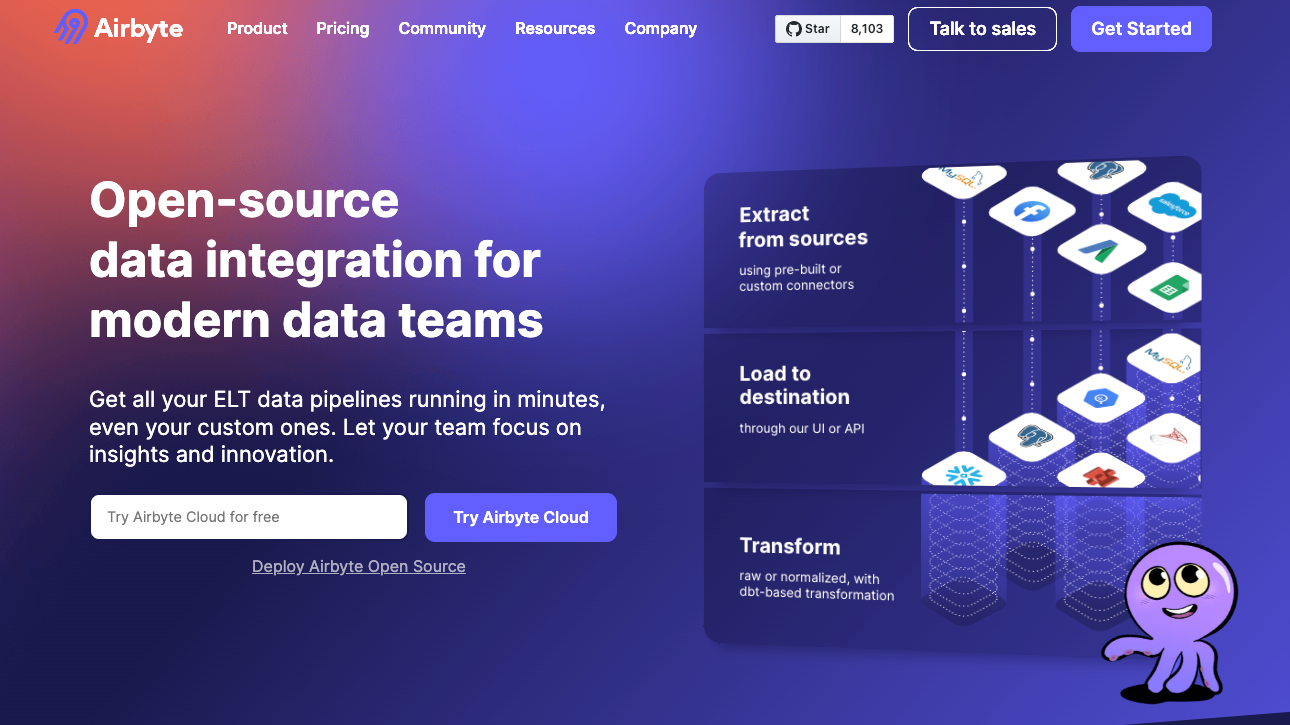 Airbyte
Product
Pricing
Community
Resources
Company
Star
8,103
Talk to sales
Get Started
Open-source
data integration for
modern data teams
Get all your ELT data pipelines running in minutes,
even your custom ones. Let your team focus on
insights and innovation.
Try Airbyte Cloud for free
Try Airbyte Cloud
Deploy Airbyte Open Source
Extract
from sources
using pre-built or
custom connectors
MySQL
salesforce
Load to
destination
through our UI or API
MySQL
Transform
raw or normalized, with
dbt-based transformation